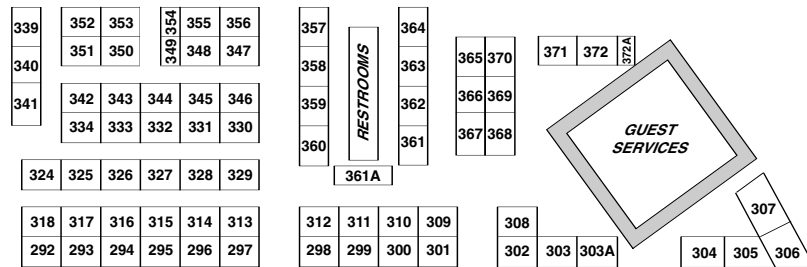 339 352 353 354 355 356 357 364
340 351 350 349 348 347 358 363 365 370 371 372 372A
341 342 343 344 345 346 359 RESTROOMS 362 366 369
334 333 332 331 330 360 361 367 368 GUEST
SERVICES
324 325 326 327 328 329 361A
318 317 316 315 314 313 312 311 310 309 308 307
292 293 294 295 296 297 298 299 300 301 302 303 303A 304 305 306